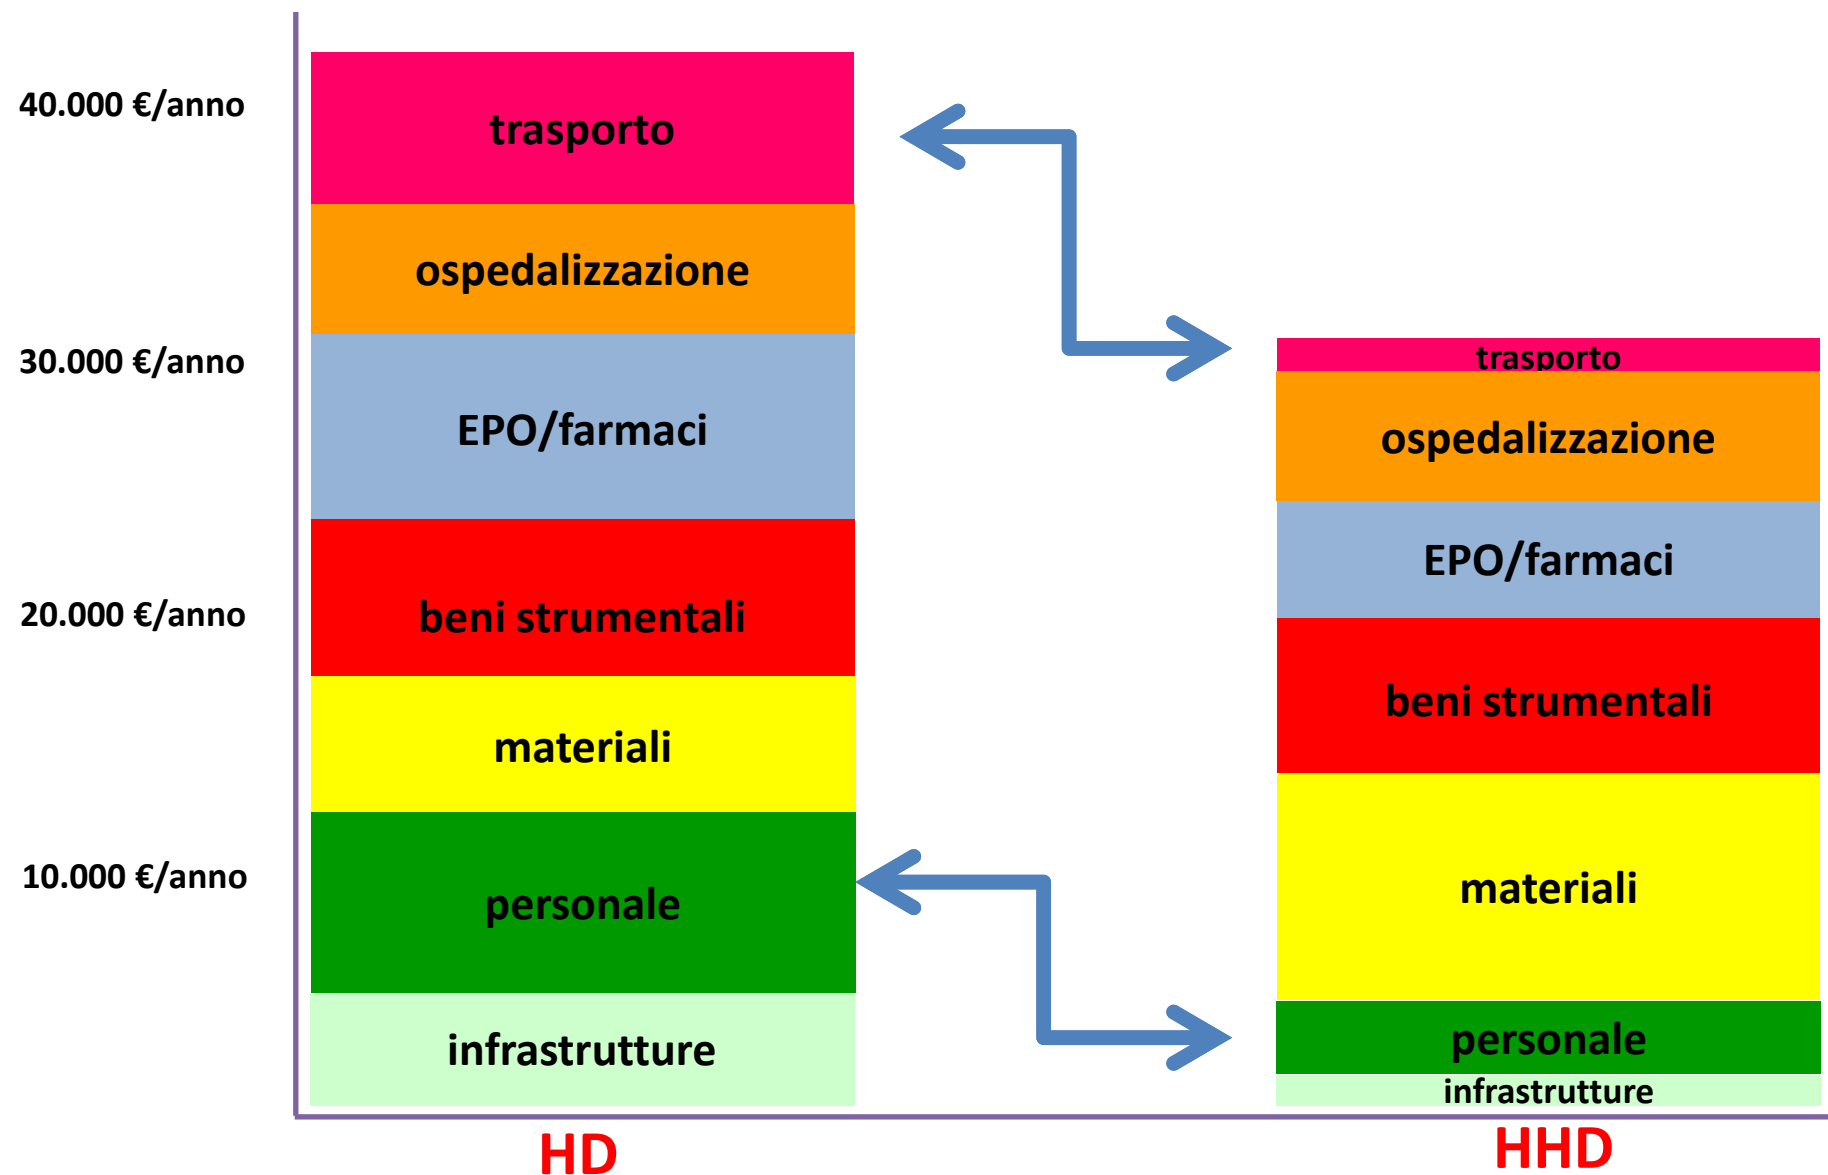 40.000 €/anno
30.000 €/anno
20.000 €/anno
10.000 €/anno
trasporto
ospedalizzazione
EPO/farmaci
beni strumentali
materiali
personale
infrastrutture
HD
trasporto
ospedalizzazione
EPO/farmaci
beni strumentali
materiali
personale
infrastrutture
HHD